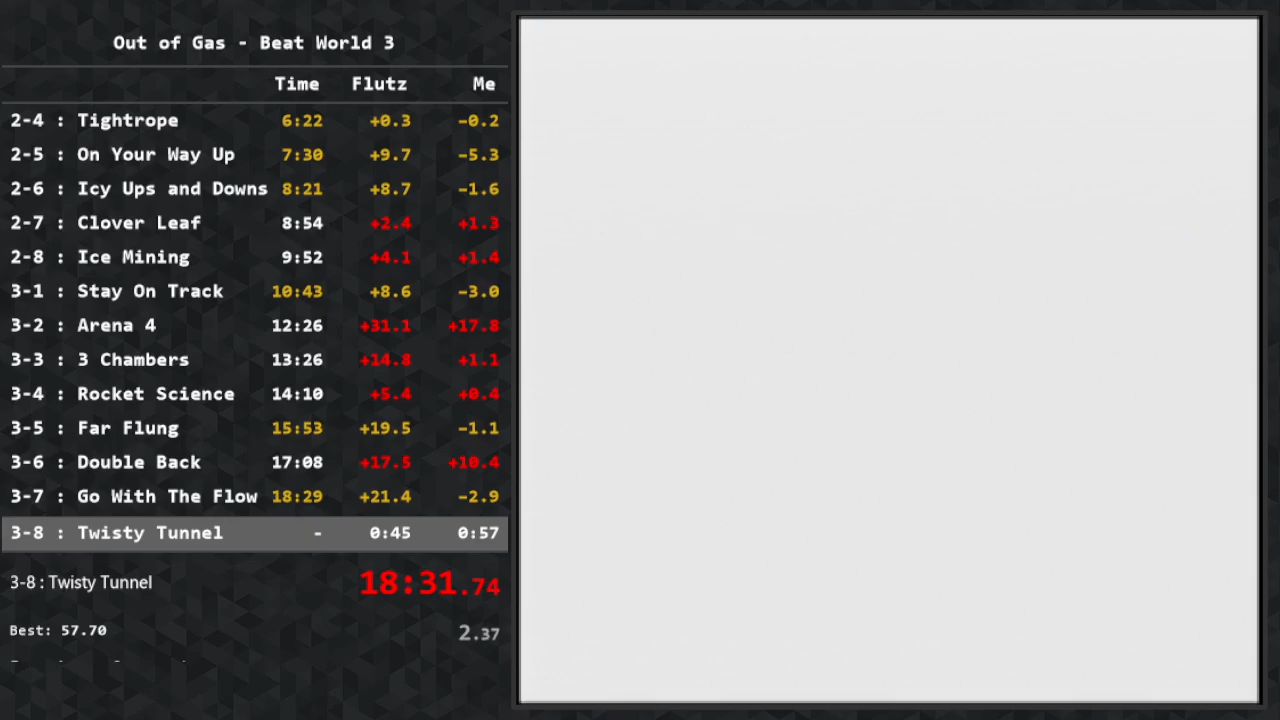 Out of Gas - Beat World 3
Time Flutz Me
2-4 : Tightrope 6:22 +0.3 -0.2
2-5 : On Your Way Up 7:30 +9.7 -5.3
2-6 : Icy Ups and Downs 8:21 +8.7 -1.6
2-7 : Clover Leaf 8:54 +2.4 +1.3
2-8 : Ice Mining 9:52 +4.1 +1.4
3-1 : Stay On Track 10:43 +8.6 -3.0
3-2 : Arena 4 12:26 +31.1 +17.8
3-3 : 3 Chambers 13:26 +14.8 +1.1
3-4 : Rocket Science 14:10 +5.4 +0.4
3-5 : Far Flung 15:53 +19.5 -1.1
3-6 : Double Back 17:08 +17.5 +10.4
3-7 : Go With The Flow 18:29 +21.4 -2.9
3-8 : Twisty Tunnel - 0:45 0:57
3-8 : Twisty Tunnel 18:31.74
Best: 57.70 2.37